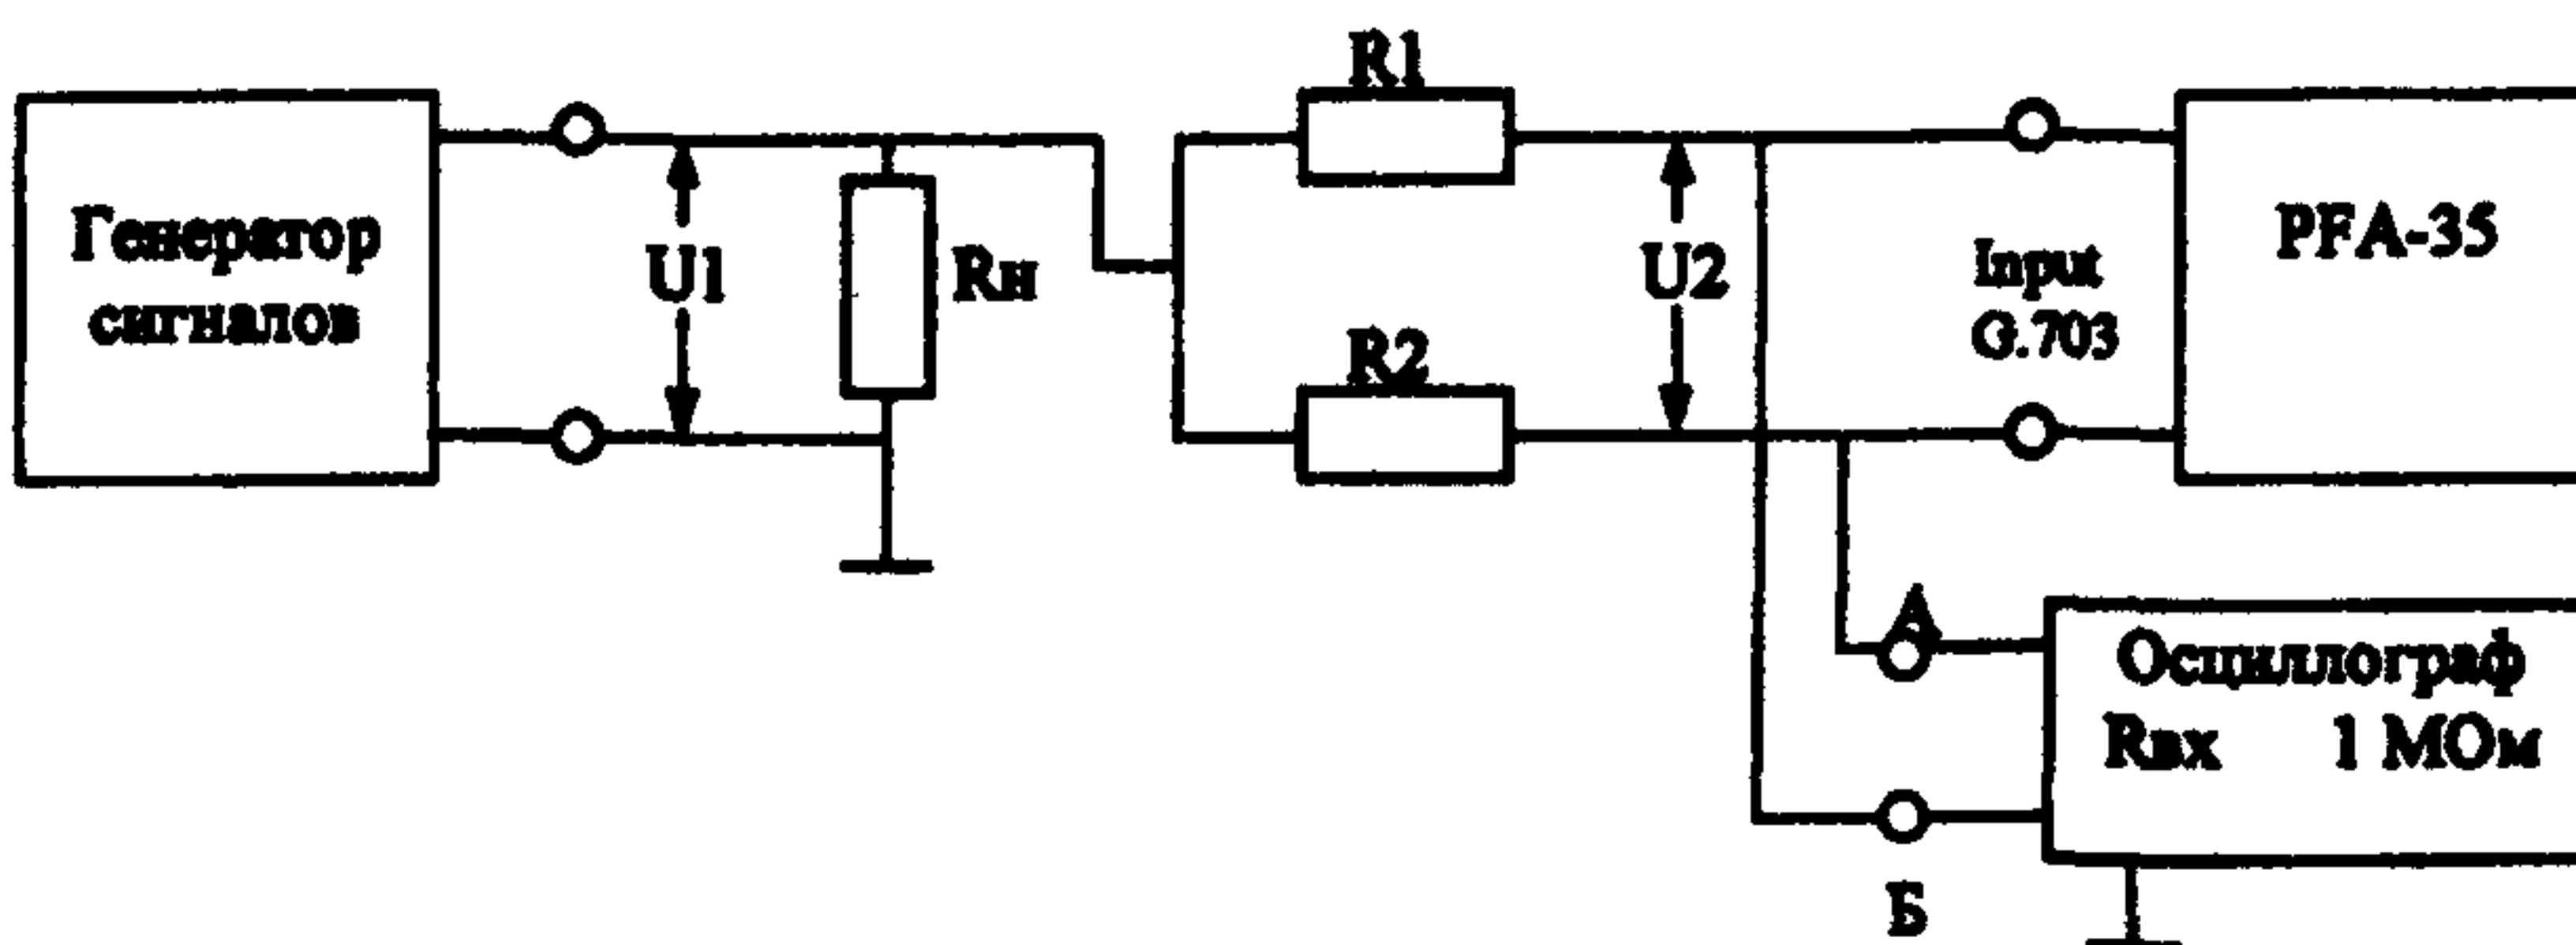 Генератор
сигналов
U1
Rн
R1
R2
U2
Input
G.703
PFA-35
А
Осциллограф
Rвх 1 МОм
Б